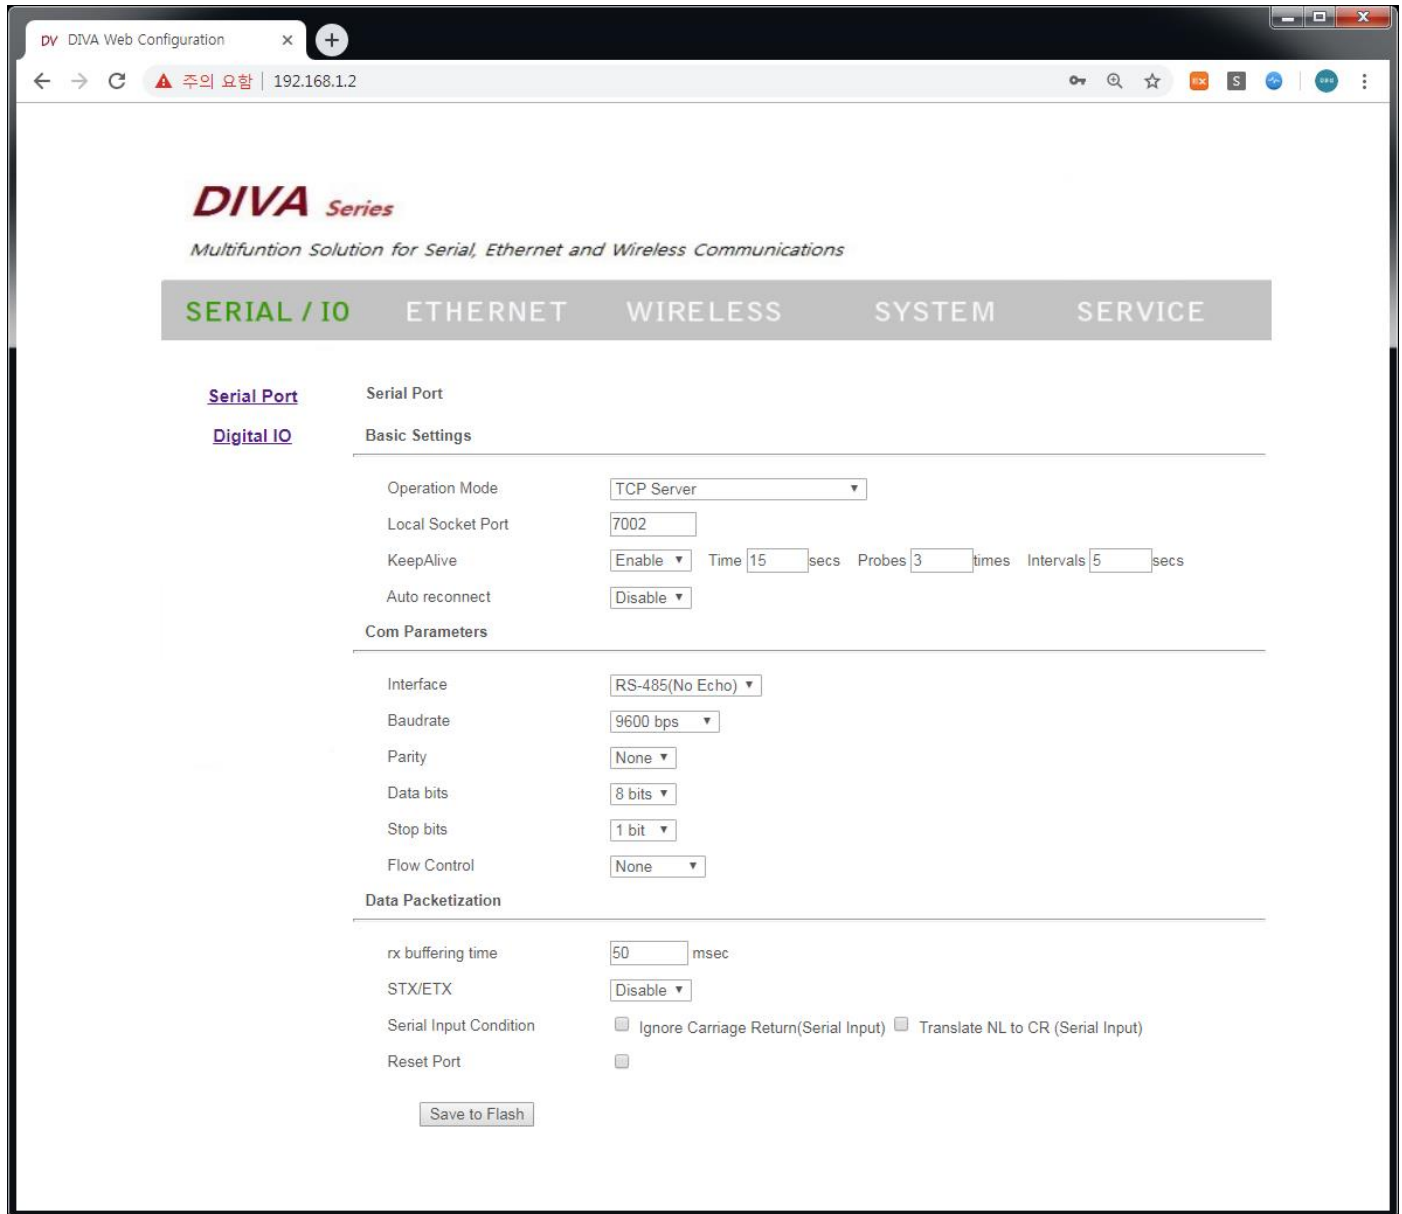 DV DIVA Web Configuration
주의 요함 192.168.1.2
DIVA Series
Multifuntion Solution for Serial, Ethernet and Wireless Communications
SERIAL / IO ETHERNET WIRELESS SYSTEM SERVICE
Serial Port
Digital IO
Serial Port
Basic Settings
Operation Mode TCP Server
Local Socket Port 7002
KeepAlive Enable Time 15 secs Probes 3 times Intervals 5 secs
Auto reconnect Disable
Com Parameters
Interface RS-485(No Echo)
Baudrate 9600 bps
Parity None
Data bits 8 bits
Stop bits 1 bit
Flow Control None
Data Packetization
rx buffering time 50 msec
STX/ETX Disable
Serial Input Condition Ignore Carriage Return(Serial Input) Translate NL to CR (Serial Input)
Reset Port
Save to Flash